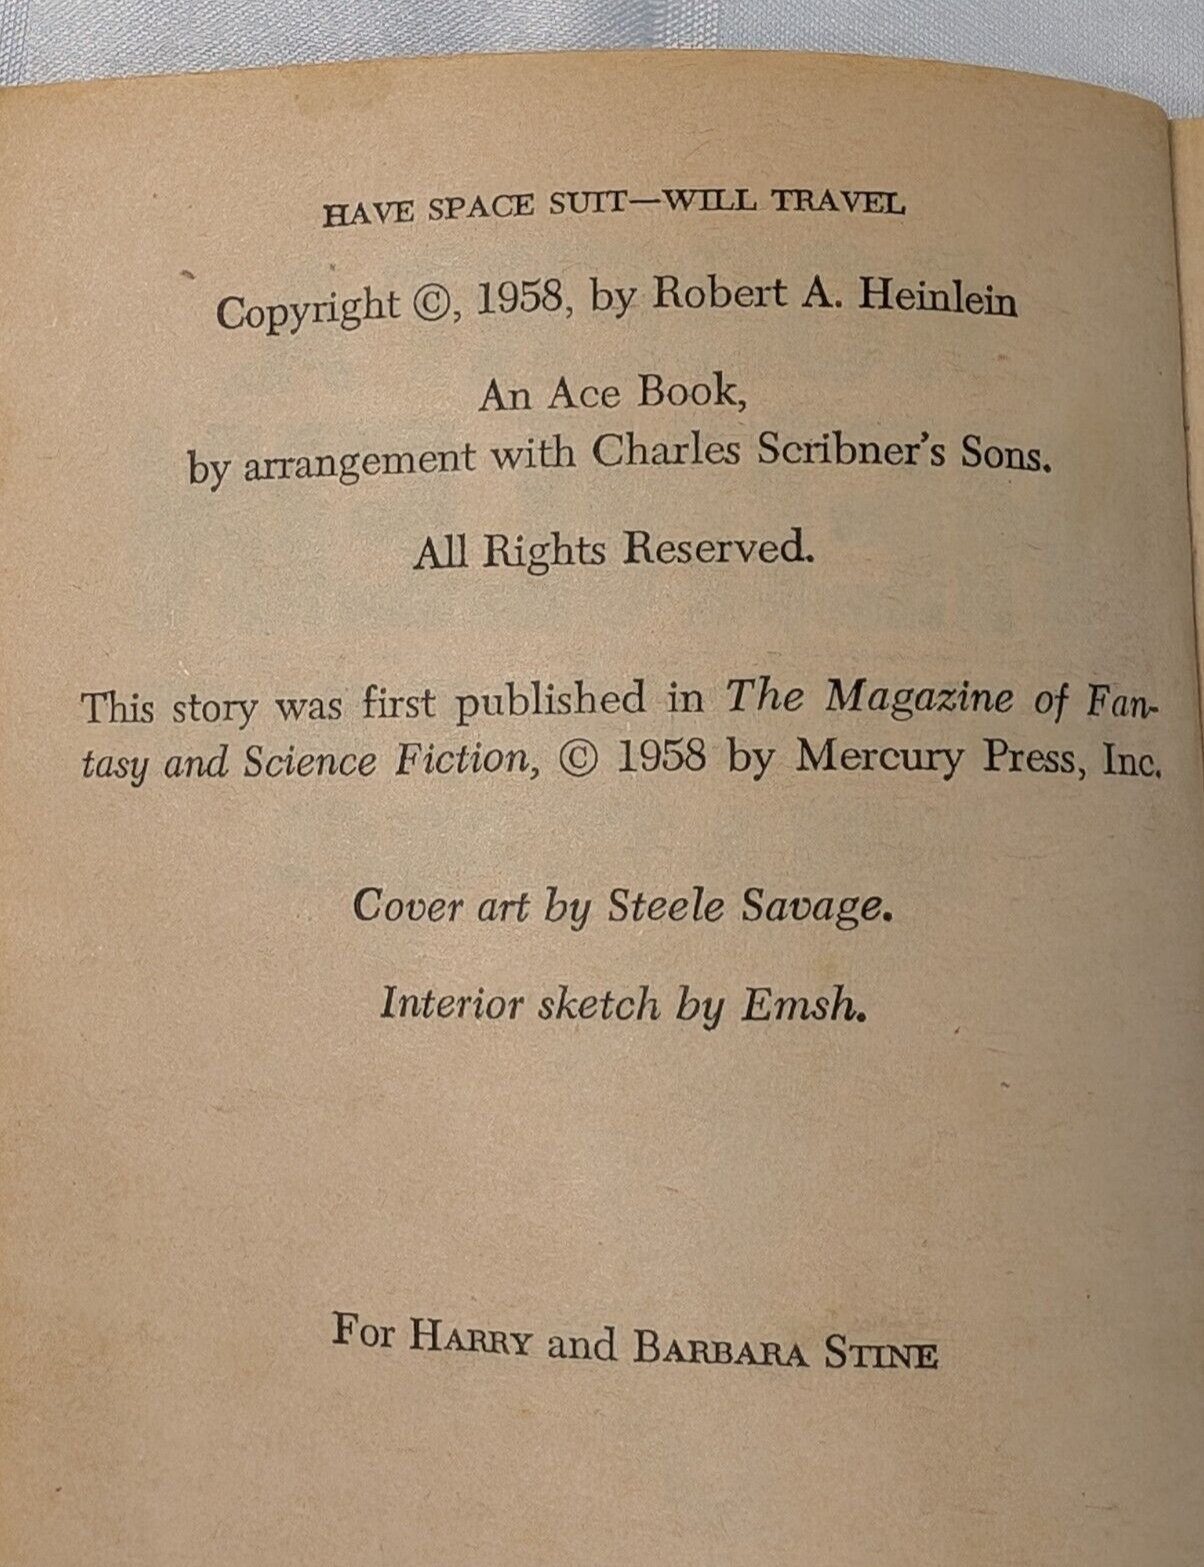 HAVE SPACE SUIT—WILL TRAVEL
Copyright ©, 1958, by Robert A. Heinlein
An Ace Book,
by arrangement with Charles Scribner's Sons.
All Rights Reserved.
This story was first published in The Magazine of Fan-
tasy and Science Fiction, © 1958 by Mercury Press, Inc.
Cover art by Steele Savage.
Interior sketch by Emsh.
For HARRY and BARBARA STINE